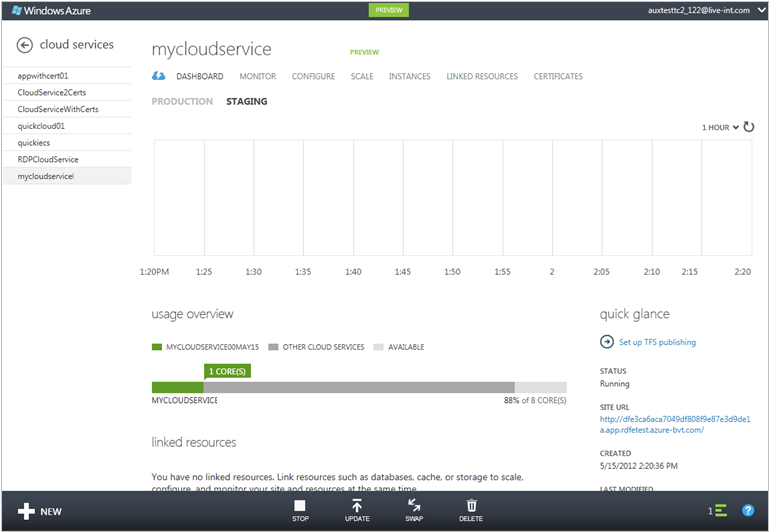 Windows Azure
PREVIEW
auxtesttc2_122@live-int.com
cloud services
appwithcert01
CloudService2Certs
CloudServiceWithCerts
quickcloud01
quickiecs
RDPCloudService
mycloudservice
mycloudservice
PREVIEW
DASHBOARD MONITOR CONFIGURE SCALE INSTANCES LINKED RESOURCES CERTIFICATES
PRODUCTION STAGING
1 HOUR
1:20PM 1:25 1:30 1:35 1:40 1:45 1:50 1:55 2 2:05 2:10 2:15 2:20
usage overview
MYCLOUDSERVICE00MAY15 OTHER CLOUD SERVICES AVAILABLE
1 CORE(S)
MYCLOUDSERVICE 88% of 8 CORE(S)
linked resources
You have no linked resources. Link resources such as databases, cache, or storage to scale,
configure, and monitor your site and resources at the same time.
quick glance
Set up TFS publishing
STATUS
Running
SITE URL
http://dfe3ca6aca7049df808f9e87e3d9de1
a.app.rdfetest.azure-bvt.com/
CREATED
5/15/2012 2:20:36 PM
LAST MODIFIED
NEW
STOP UPDATE SWAP DELETE
1
?